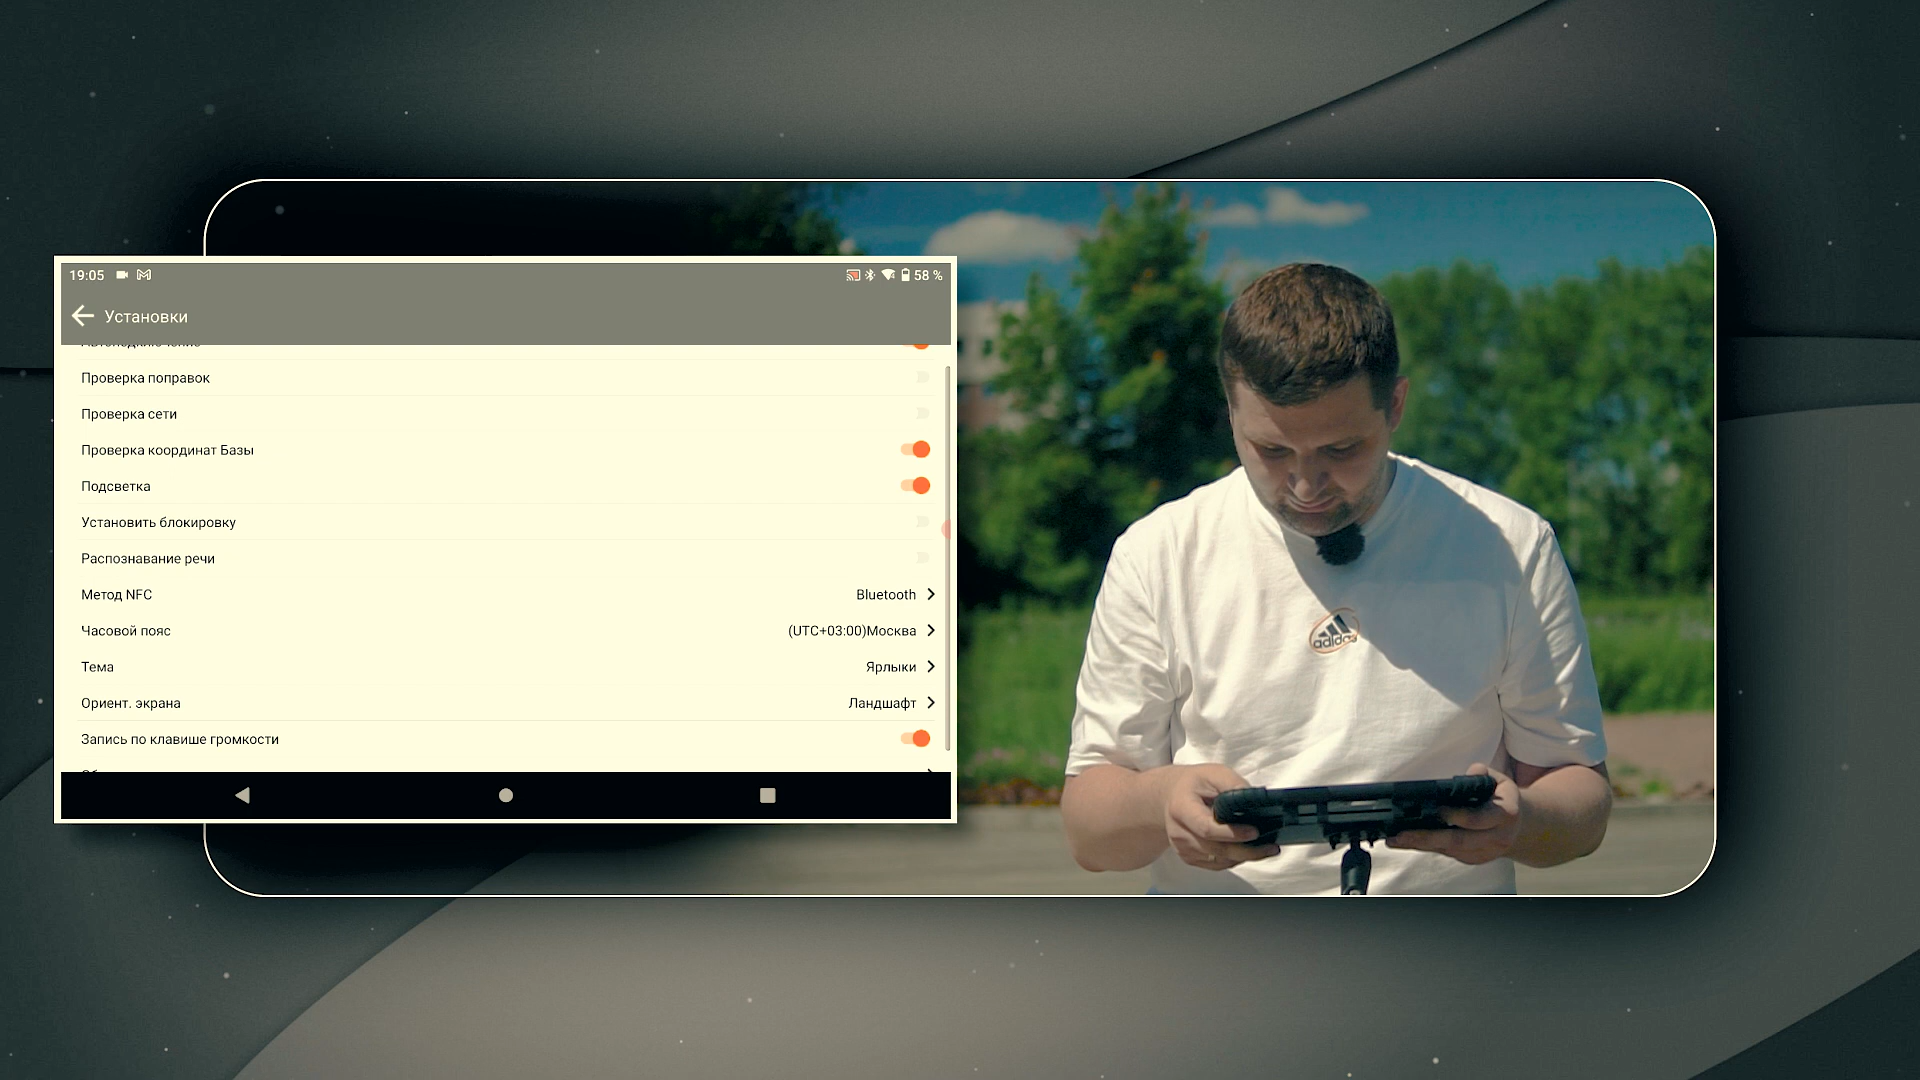 19:05
58 %
Установки
Проверка поправок
Проверка сети
Проверка координат Базы
Подсветка
Установить блокировку
Распознавание речи
Метод NFC Bluetooth
Часовой пояс (UTC+03:00)Москва
Тема Ярлыки
Ориент. экрана Ландшафт
Запись по клавише громкости
adidas